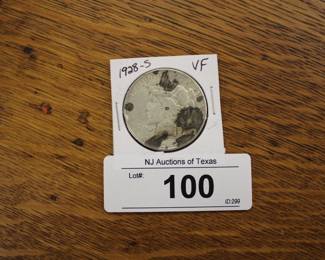 1928-S VF
NJ Auctions of Texas
Lot#:
100
ID:299